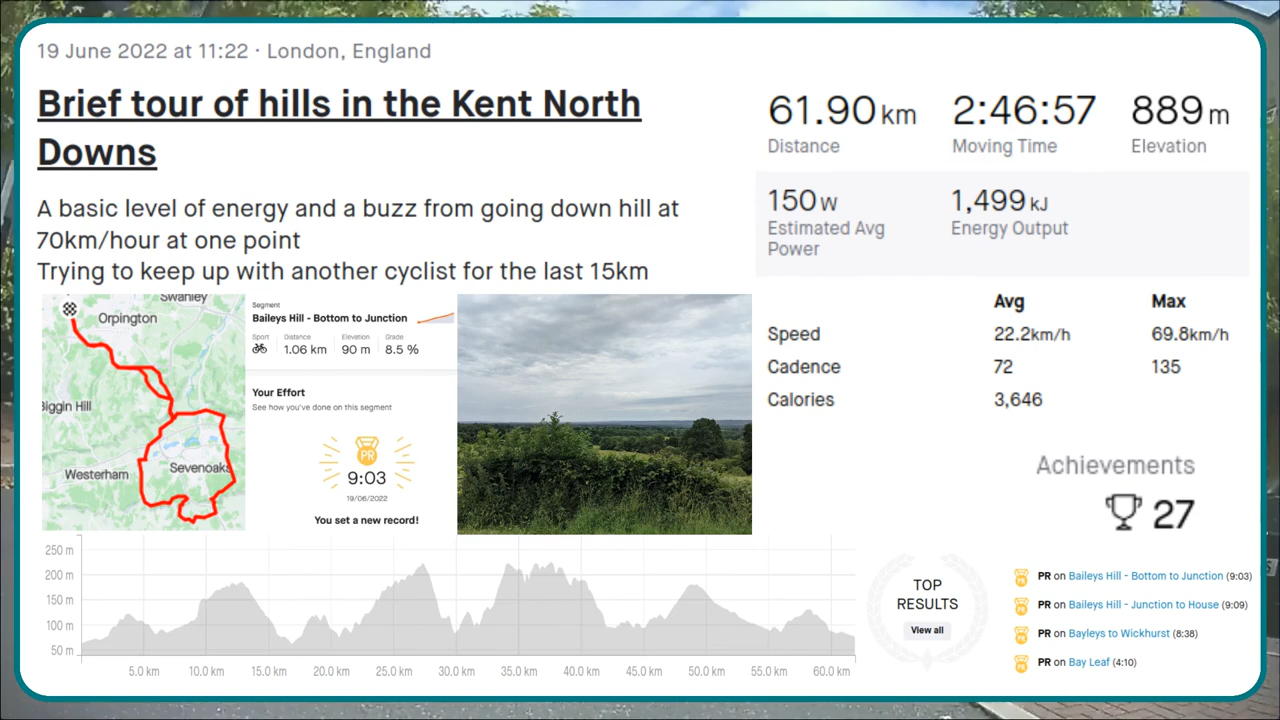 19 June 2022 at 11:22 · London, England
Brief tour of hills in the Kent North
Downs
A basic level of energy and a buzz from going down hill at
70km/hour at one point
Trying to keep up with another cyclist for the last 15km
61.90 km 2:46:57 889 m
Distance Moving Time Elevation
150 W 1,499 kJ
Estimated Avg Energy Output
Power
Avg Max
Speed 22.2km/h 69.8km/h
Cadence 72 135
Calories 3,646
Achievements
27
Swanley
Orpington
Biggin Hill
Westerham
Sevenoaks
Segment
Baileys Hill - Bottom to Junction
Sport Distance Elevation Grade
1.06 km 90 m 8.5 %
Your Effort
See how you've done on this segment
PR
9:03
19/06/2022
You set a new record!
250 m
200 m
150 m
100 m
50 m
5.0 km 10.0 km 15.0 km 20.0 km 25.0 km 30.0 km 35.0 km 40.0 km 45.0 km 50.0 km 55.0 km 60.0 km
TOP
RESULTS
View all
PR PR on Baileys Hill - Bottom to Junction (9:03)
PR PR on Baileys Hill - Junction to House (9:09)
PR PR on Bayleys to Wickhurst (8:38)
PR PR on Bay Leaf (4:10)